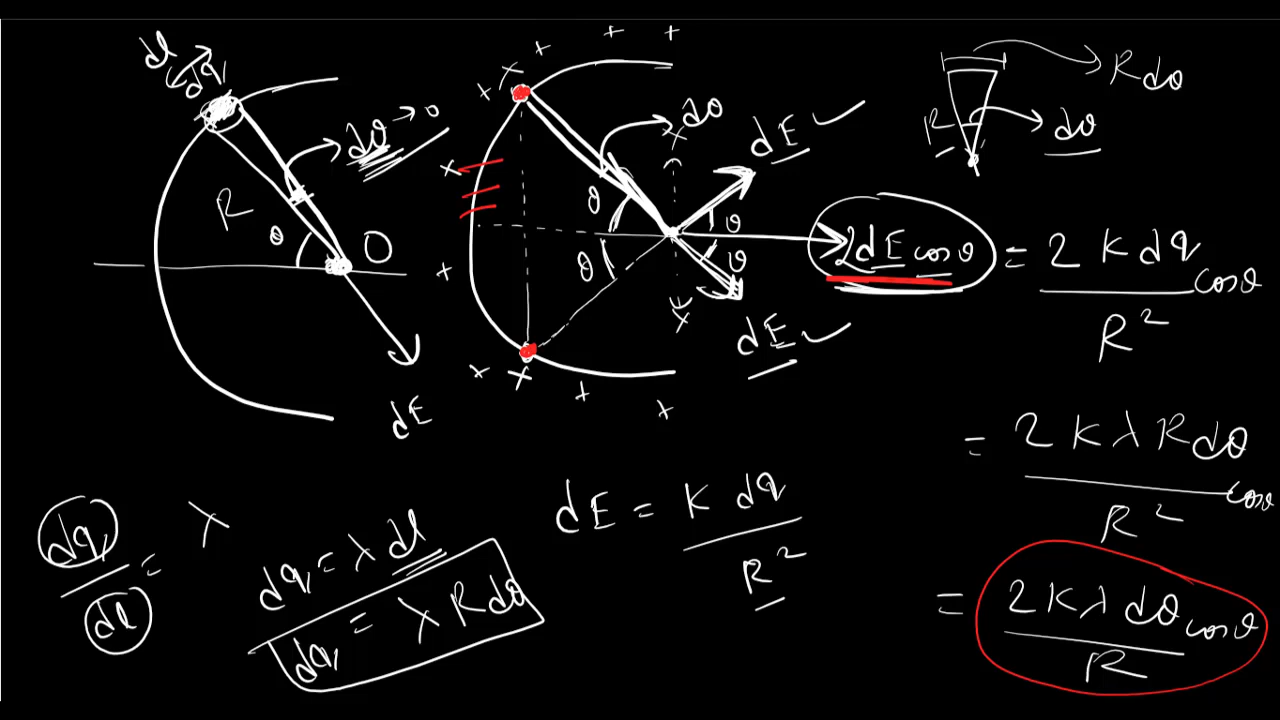 dl
dq
dθ → 0
R
θ
O
dE
+ + +
+ x
x
+
dθ
x
θ
θ
x
x x
+
+
dE
θ
θ
dE
R dθ
R
dθ
2dE cosθ = 2 K dq cosθ
R²
= 2 K λ R dθ cosθ
R²
= 2 K λ dθ cosθ
R
dq = λ
dl
dq = λ dl
dq = λ R dθ
dE = K dq
R²